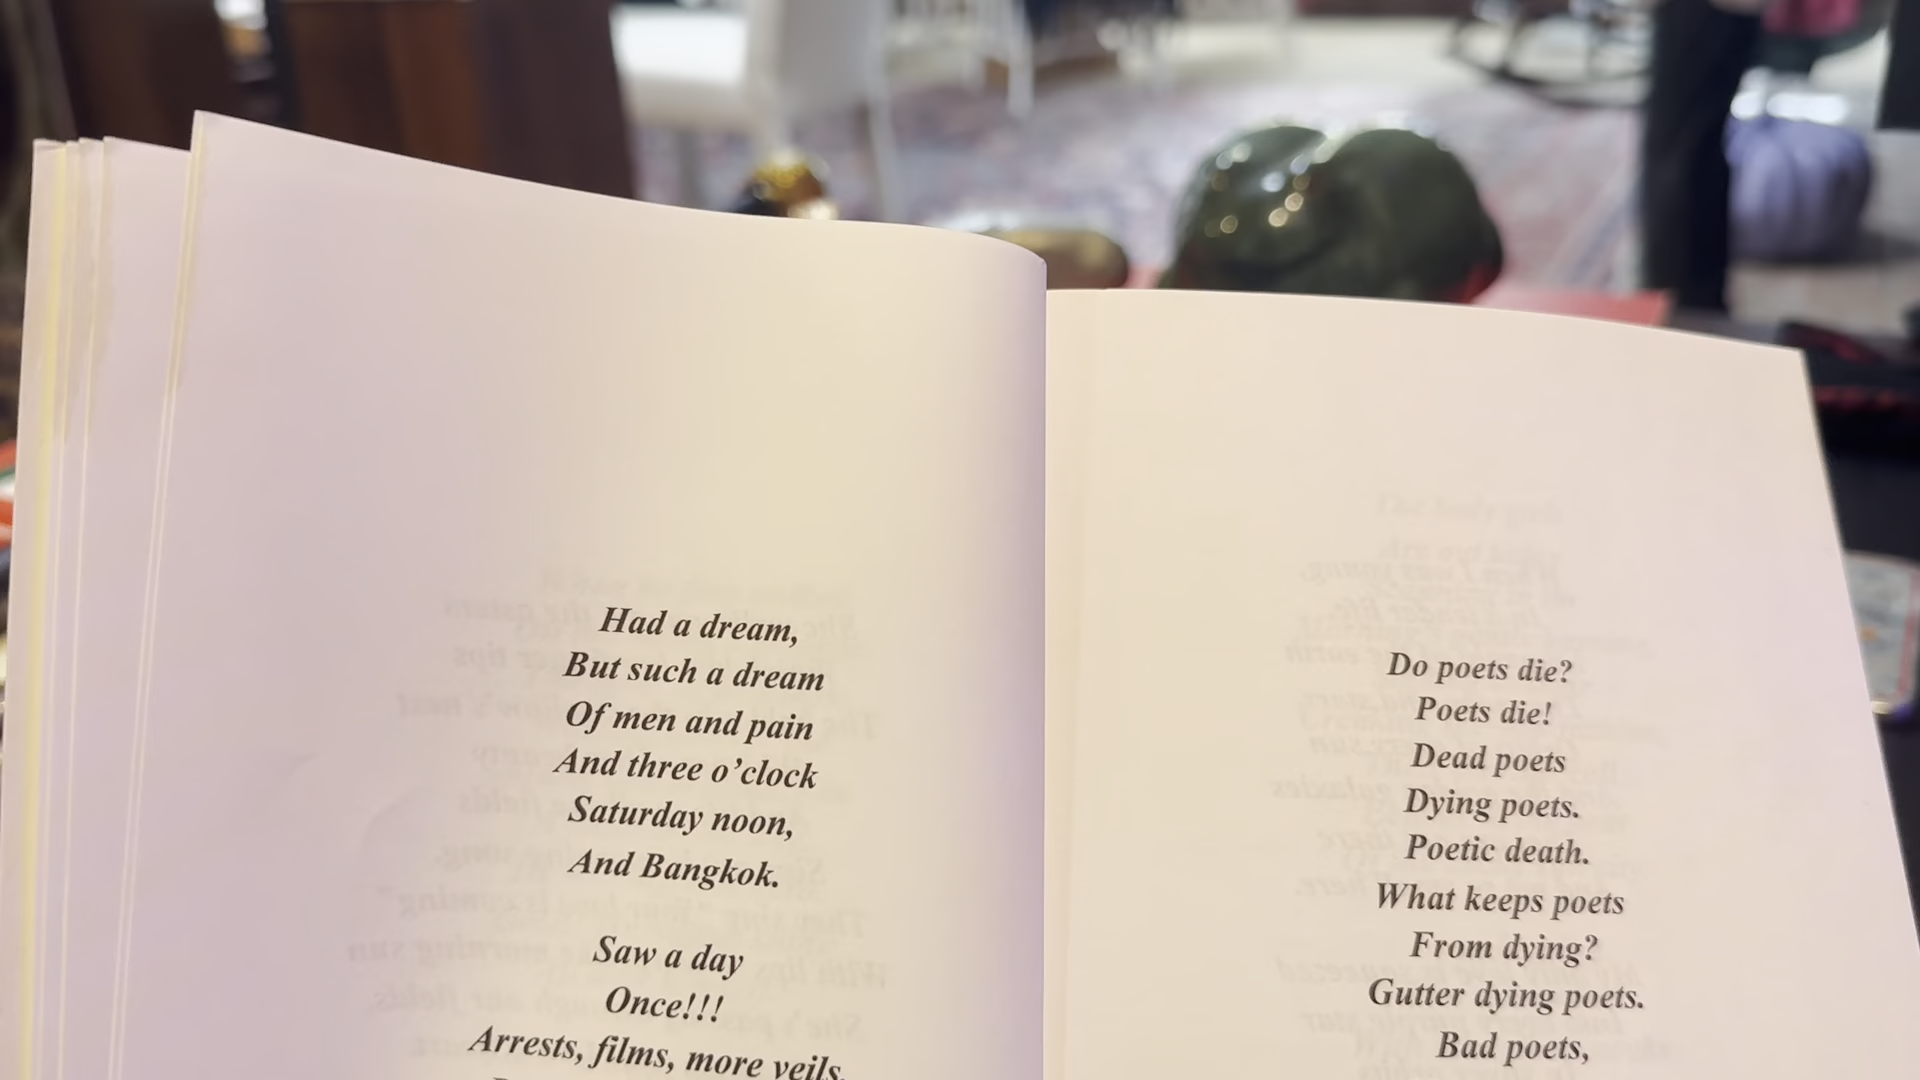 Had a dream,
But such a dream
Of men and pain
And three o'clock
Saturday noon,
And Bangkok.
Saw a day
Once!!!
Arrests, films, more veils,
Do poets die?
Poets die!
Dead poets
Dying poets.
Poetic death.
What keeps poets
From dying?
Gutter dying poets.
Bad poets,